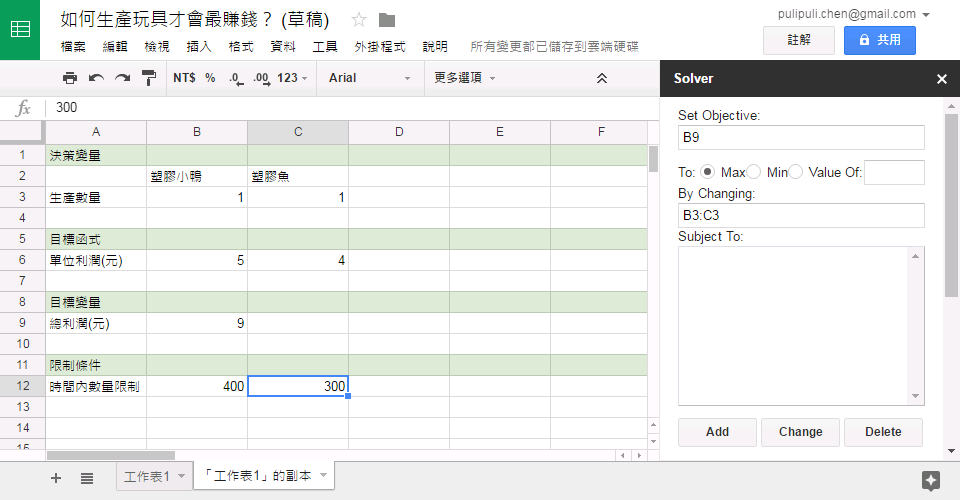 如何生產玩具才會最賺錢？ (草稿)
pulipuli.chen@gmail.com
檔案 編輯 檢視 插入 格式 資料 工具 外掛程式 說明 所有變更都已儲存到雲端硬碟
註解 共用
NT$ % .0 .00 123 Arial 更多選項
Solver
fx 300
A B C D E F
1 決策變量
2 塑膠小鴨 塑膠魚
3 生產數量 1 1
4
5 目標函式
6 單位利潤(元) 5 4
7
8 目標變量
9 總利潤(元) 9
10
11 限制條件
12 時間內數量限制 400 300
13
14
15
Set Objective:
B9
To: Max Min Value Of:
By Changing:
B3:C3
Subject To:
Add Change Delete
工作表1 「工作表1」的副本